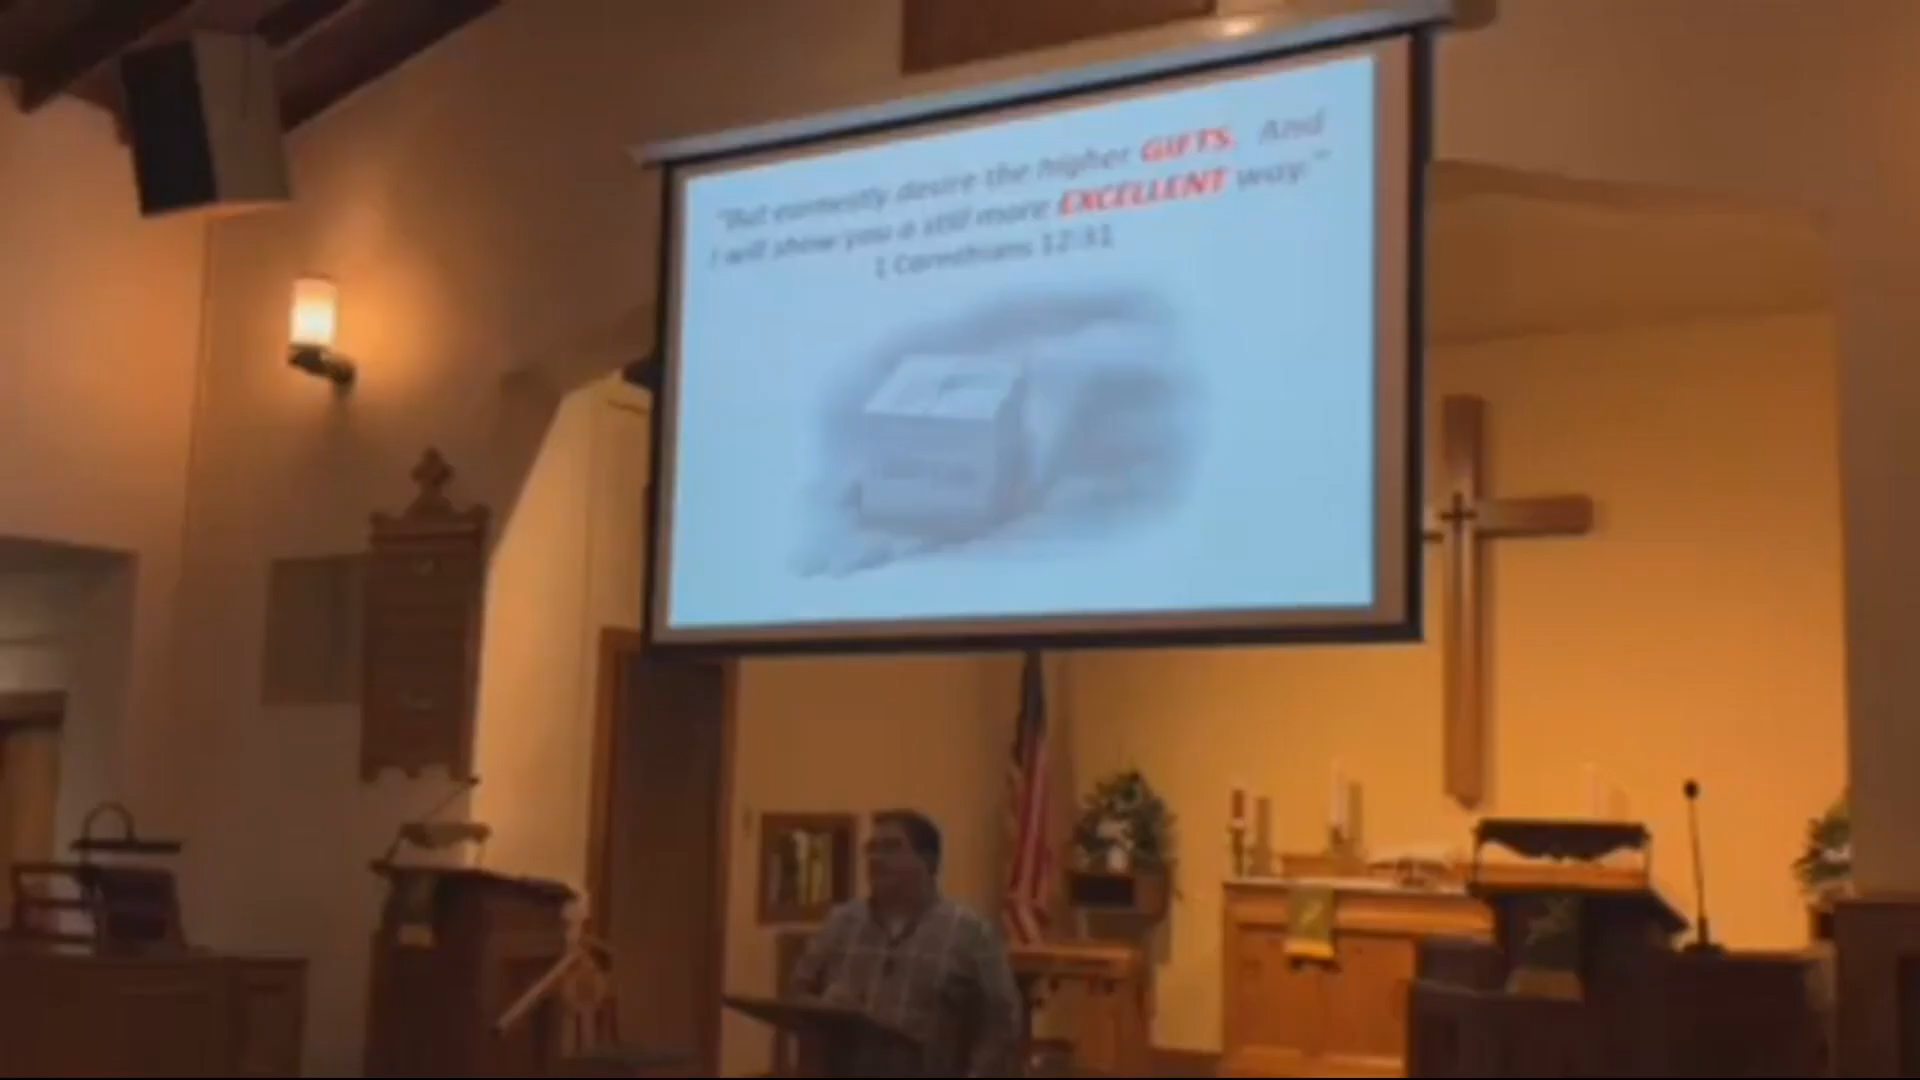 "But earnestly desire the higher GIFTS. And
I will show you a still more EXCELLENT way."
1 Corinthians 12:31